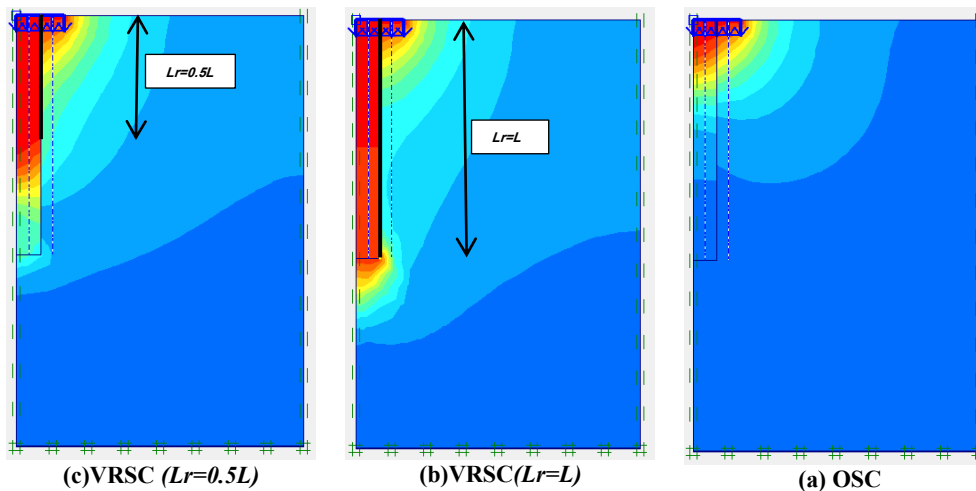 Lr=0.5L
Lr=L
(c)VRSC (Lr=0.5L)
(b)VRSC(Lr=L)
(a) OSC